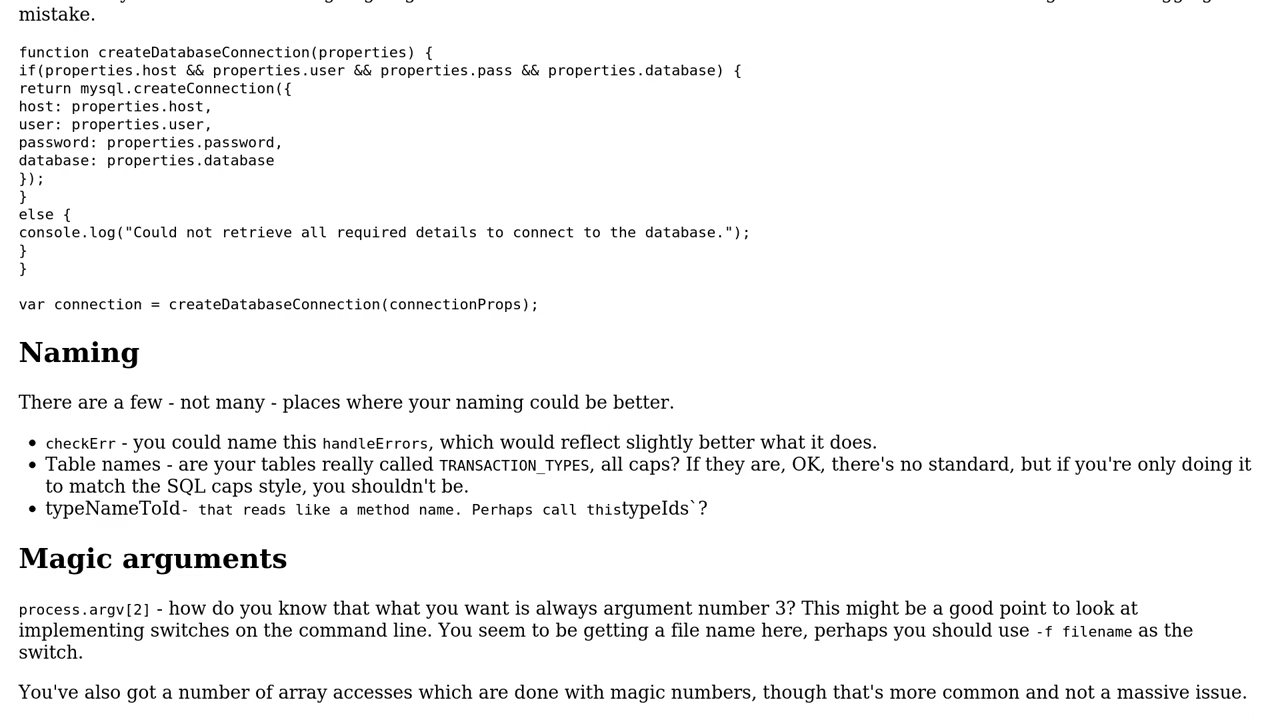 mistake.
function createDatabaseConnection(properties) {
if(properties.host && properties.user && properties.pass && properties.database) {
return mysql.createConnection({
host: properties.host,
user: properties.user,
password: properties.password,
database: properties.database
});
}
else {
console.log("Could not retrieve all required details to connect to the database.");
}
}
var connection = createDatabaseConnection(connectionProps);
Naming
There are a few - not many - places where your naming could be better.
• checkErr - you could name this handleErrors, which would reflect slightly better what it does.
• Table names - are your tables really called TRANSACTION_TYPES, all caps? If they are, OK, there's no standard, but if you're only doing it
to match the SQL caps style, you shouldn't be.
• typeNameToId- that reads like a method name. Perhaps call thistypeIds`?
Magic arguments
process.argv[2] - how do you know that what you want is always argument number 3? This might be a good point to look at
implementing switches on the command line. You seem to be getting a file name here, perhaps you should use -f filename as the
switch.
You've also got a number of array accesses which are done with magic numbers, though that's more common and not a massive issue.